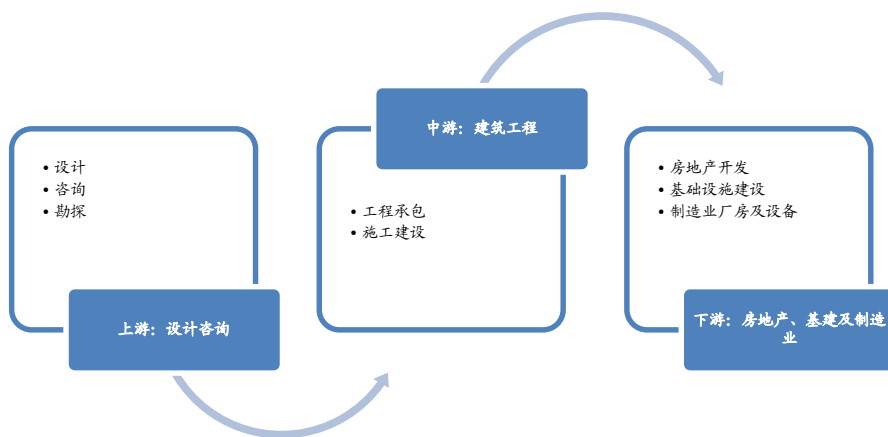 • 设计
• 咨询
• 勘探
上游：设计咨询
中游：建筑工程
• 工程承包
• 施工建设
• 房地产开发
• 基础设施建设
• 制造业厂房及设备
下游：房地产、基建及制造
业